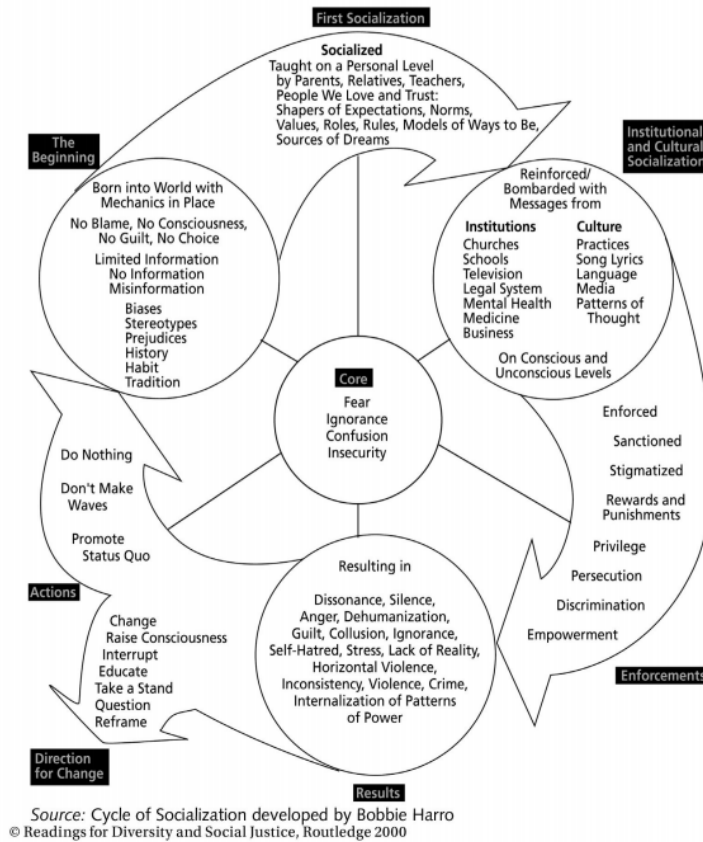 First Socialization
Socialized
Taught on a Personal Level
by Parents, Relatives, Teachers,
People We Love and Trust:
Shapers of Expectations, Norms,
Values, Roles, Rules, Models of Ways to Be,
Sources of Dreams
The
Beginning
Born into World with
Mechanics in Place
No Blame, No Consciousness,
No Guilt, No Choice
Limited Information
No Information
Misinformation
Biases
Stereotypes
Prejudices
History
Habit
Tradition
Institutional
and Cultural
Socialization
Reinforced/
Bombarded with
Messages from
Institutions
Churches
Schools
Television
Legal System
Mental Health
Medicine
Business
Culture
Practices
Song Lyrics
Language
Media
Patterns of
Thought
On Conscious and
Unconscious Levels
Core
Fear
Ignorance
Confusion
Insecurity
Enforced
Sanctioned
Stigmatized
Rewards and
Punishments
Privilege
Persecution
Discrimination
Empowerment
Enforcements
Resulting in
Dissonance, Silence,
Anger, Dehumanization,
Guilt, Collusion, Ignorance,
Self-Hatred, Stress, Lack of Reality,
Horizontal Violence,
Inconsistency, Violence, Crime,
Internalization of Patterns
of Power
Results
Do Nothing
Don't Make
Waves
Promote
Status Quo
Actions
Change
Raise Consciousness
Interrupt
Educate
Take a Stand
Question
Reframe
Direction
for Change
Source: Cycle of Socialization developed by Bobbie Harro
© Readings for Diversity and Social Justice, Routledge 2000